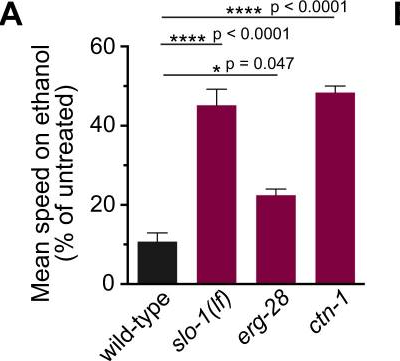 A
**** p < 0.0001
**** p < 0.0001
* p = 0.047
Mean speed on ethanol
(% of untreated)
60
40
20
0
wild-type
slo-1(lf)
erg-28
ctn-1